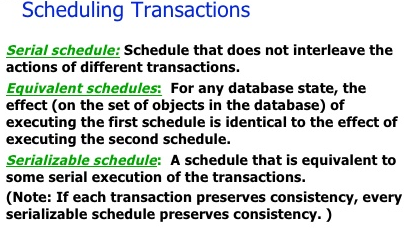 Scheduling Transactions
Serial schedule: Schedule that does not interleave the
actions of different transactions.
Equivalent schedules:  For any database state, the
effect (on the set of objects in the database) of
executing the first schedule is identical to the effect of
executing the second schedule.
Serializable schedule:  A schedule that is equivalent to
some serial execution of the transactions.
(Note: If each transaction preserves consistency, every
serializable schedule preserves consistency. )